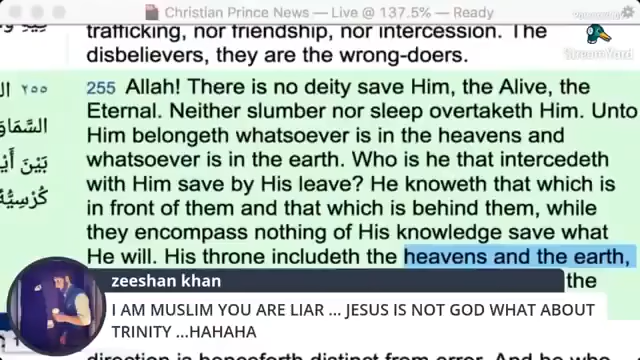 Christian Prince News — Live @ 137.5% — Ready
StreamYard
trafficking, nor friendship, nor intercession. The
disbelievers, they are the wrong-doers.
٢٥٥
255 Allah! There is no deity save Him, the Alive, the
Eternal. Neither slumber nor sleep overtaketh Him. Unto
Him belongeth whatsoever is in the heavens and
whatsoever is in the earth. Who is he that intercedeth
with Him save by His leave? He knoweth that which is
in front of them and that which is behind them, while
they encompass nothing of His knowledge save what
He will. His throne includeth the heavens and the earth,
the
zeeshan khan
I AM MUSLIM YOU ARE LIAR ... JESUS IS NOT GOD WHAT ABOUT
TRINITY ...HAHAHA
direction is henceforth distinct from error. And he who